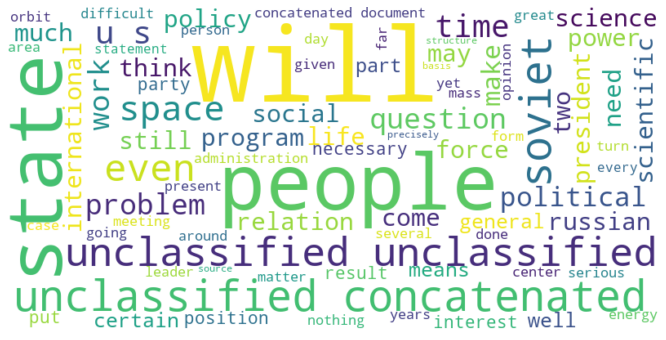 orbit
difficult
policy
concatenated document
far
time
great
science
much
u s
person
day
area
statement
will
may
structure
power
opinion
state
international
work
think
given
part
make
basis
soviet
two
president
need
scientific
party
yet
mass
space
social
question
still
program
life
force
precisely
form
turn
every
even
administration
necessary
people
political
problem
present
relation
come
general
russian
case
meeting
going
around
several
done
unclassified unclassified
leader
source
matter
result
means
center
serious
unclassified concatenated
put
certain
position
nothing
years
interest
well
energy